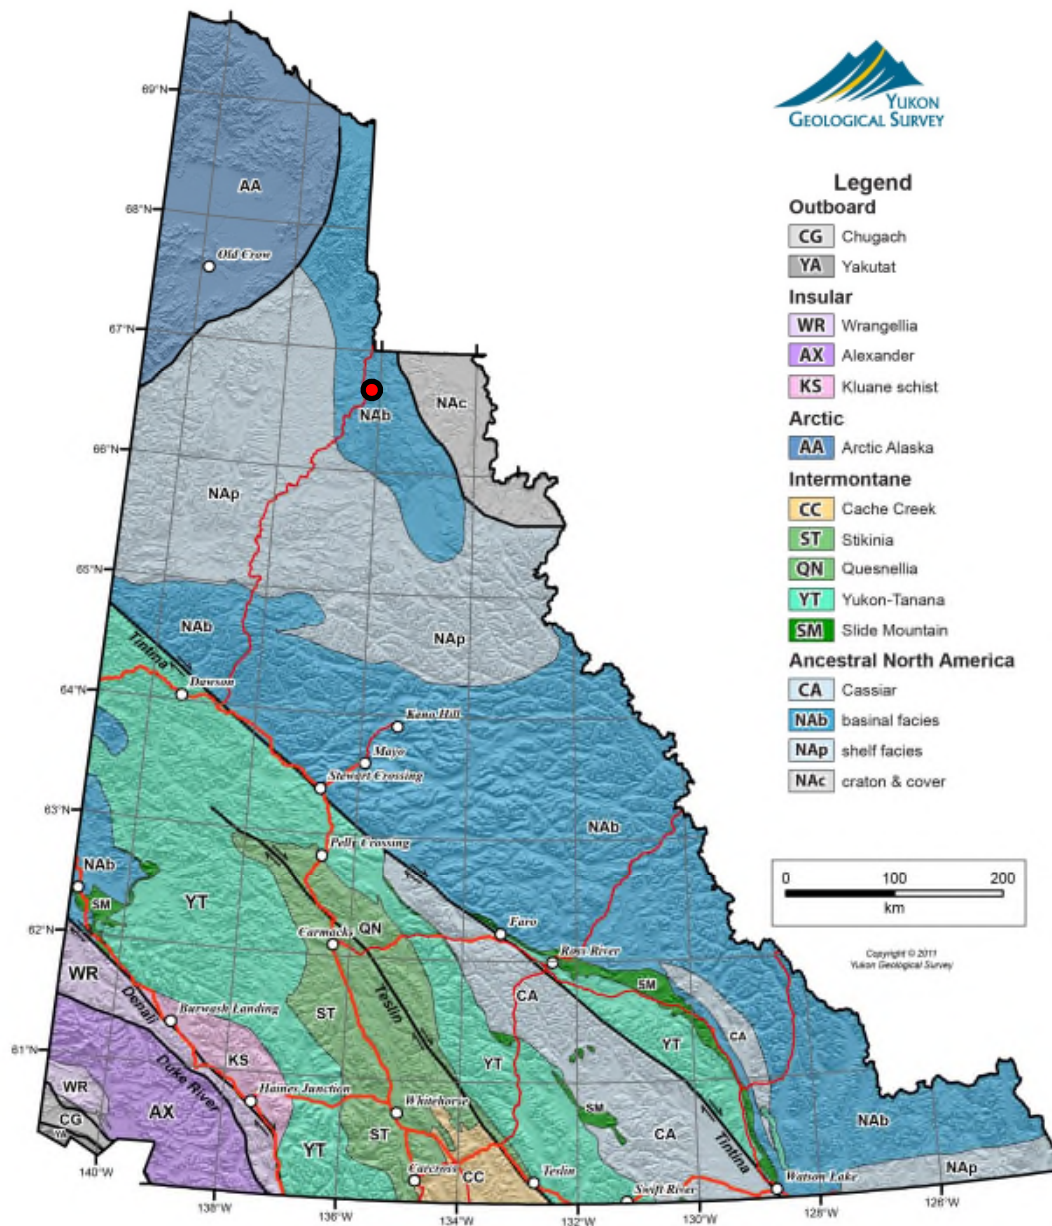 YUKON
GEOLOGICAL SURVEY
Legend
Outboard
CG Chugach
YA Yakutat
Insular
WR Wrangellia
AX Alexander
KS Kluane schist
Arctic
AA Arctic Alaska
Intermontane
CC Cache Creek
ST Stikinia
QN Quesnellia
YT Yukon-Tanana
SM Slide Mountain
Ancestral North America
CA Cassiar
NAb basinal facies
NAp shelf facies
NAc craton & cover
0 100 200
km
Copyright © 2011
Yukon Geological Survey
69°N
AA
68°N
Old Crow
67°N
NAc
NAb
66°N
NAp
65°N
NAb
NAp
Tintina
Dawson
64°N
Keno Hill
Mayo
Stewart Crossing
63°N
NAb
Pelly Crossing
NAb
YT
SM
QN
Faro
62°N
Carmacks
Ross River
WR
SM
CA
Denali
Teslin
Burwash Landing
ST
CA
61°N
KS
YT
YT
Duke River
WR
Haines Junction
SM
AX
Whitehorse
CG
NAb
YA
ST
CA
YT
Tintina
140°W
Carcross
CC
Teslin
Watson Lake
NAp
Swift River
138°W
136°W
134°W
132°W
130°W
128°W
126°W